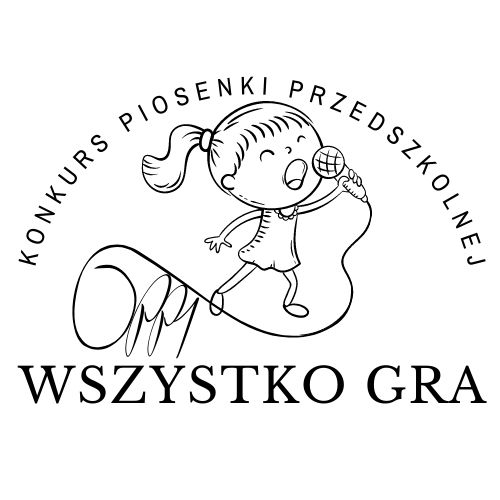 KONKURS PIOSENKI PRZEDSZKOLNEJ
WSZYSTKO GRA